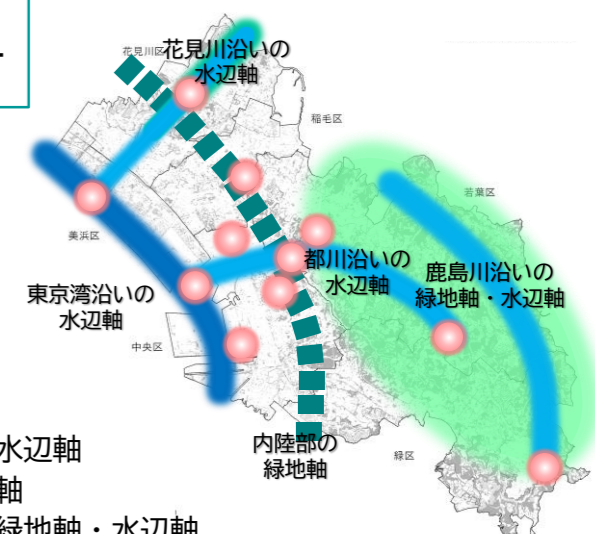 花見川区
花見川沿いの
水辺軸
稲毛区
若葉区
美浜区
都川沿いの
水辺軸
鹿島川沿いの
緑地軸・水辺軸
東京湾沿いの
水辺軸
中央区
内陸部の
緑地軸
緑区
水辺軸
軸
緑地軸・水辺軸